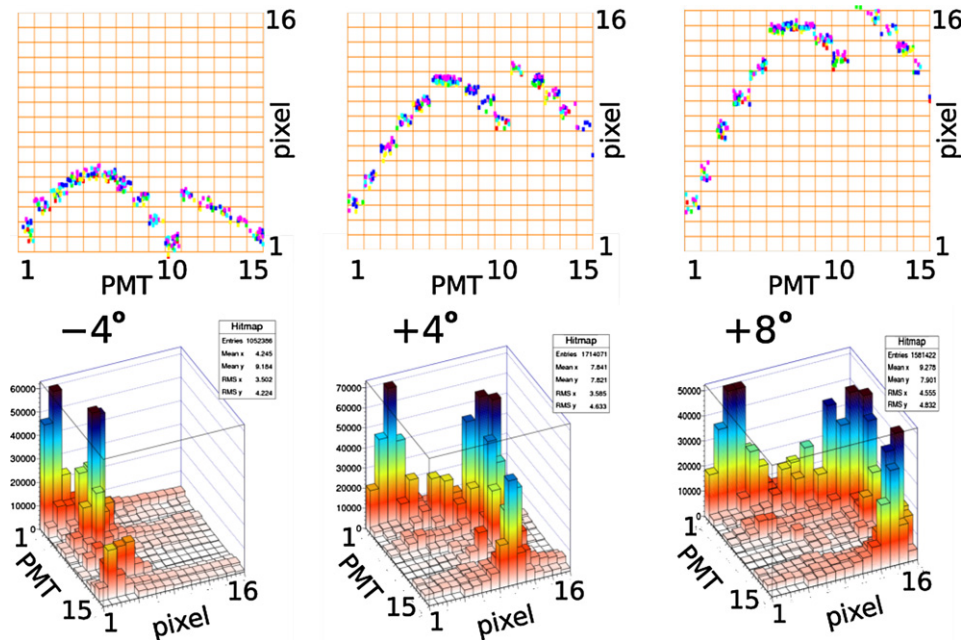 16
16
16
pixel
pixel
pixel
1
1
1
1 10 15
1 10 15
1 10 15
PMT
PMT
PMT
−4°
+4°
+8°
Hitmap
Entries 1052386
Mean x 4.245
Mean y 9.184
RMS x 3.502
RMS y 4.224
Hitmap
Entries 1714071
Mean x 7.841
Mean y 7.821
RMS x 3.585
RMS y 4.633
Hitmap
Entries 1581422
Mean x 9.278
Mean y 7.901
RMS x 4.555
RMS y 4.832
60000
50000
40000
30000
20000
10000
0
1
PMT
15
1
pixel
16
70000
60000
50000
40000
30000
20000
10000
0
1
PMT
15
1
pixel
16
50000
40000
30000
20000
10000
0
1
PMT
15
1
pixel
16